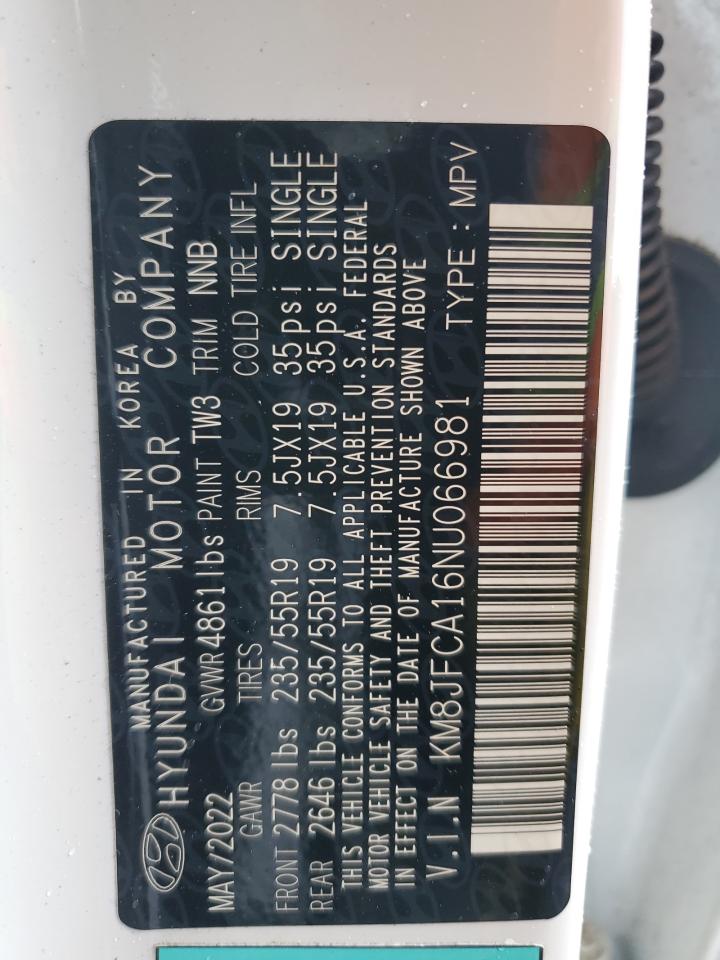 MANUFACTURED IN KOREA BY
HYUNDAI MOTOR COMPANY
MAY/2022 GVWR 4861 lbs PAINT TW3 TRIM NNB
GAWR TIRES RIMS COLD TIRE INFL
FRONT 2778 lbs 235/55R19 7.5JX19 35psi SINGLE
REAR 2646 lbs 235/55R19 7.5JX19 35psi SINGLE
THIS VEHICLE CONFORMS TO ALL APPLICABLE U.S.A. FEDERAL
MOTOR VEHICLE SAFETY AND THEFT PREVENTION STANDARDS
IN EFFECT ON THE DATE OF MANUFACTURE SHOWN ABOVE
V.I.N KM8JFCA16NU066981 TYPE : MPV